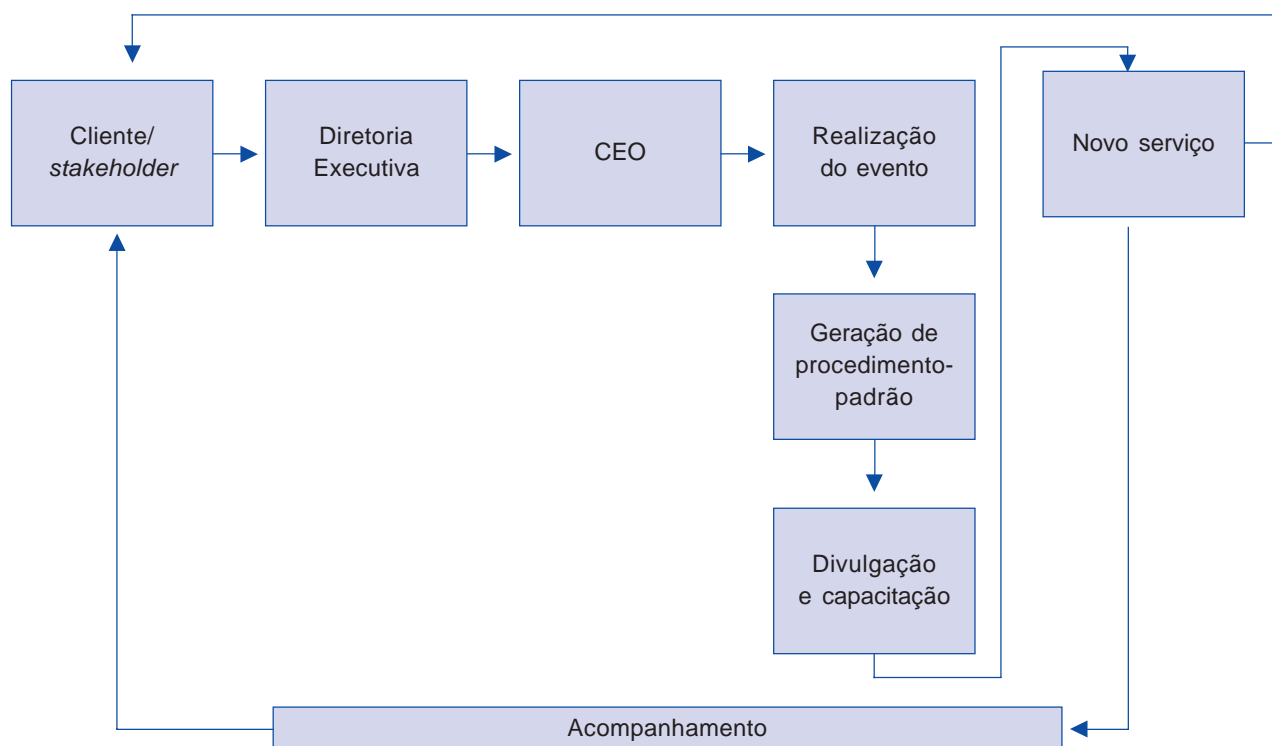 Cliente/
stakeholder
Diretoria
Executiva
CEO
Realização
do evento
Novo serviço
Geração de
procedimento-
padrão
Divulgação
e capacitação
Acompanhamento